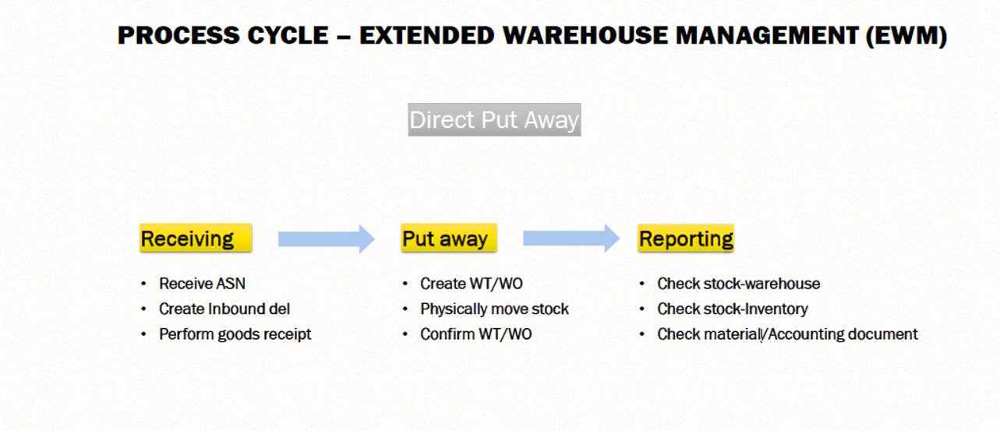 PROCESS CYCLE – EXTENDED WAREHOUSE MANAGEMENT (EWM)
Direct Put Away
Receiving
• Receive ASN
• Create Inbound del
• Perform goods receipt
Put away
• Create WT/WO
• Physically move stock
• Confirm WT/WO
Reporting
• Check stock-warehouse
• Check stock-Inventory
• Check material/Accounting document